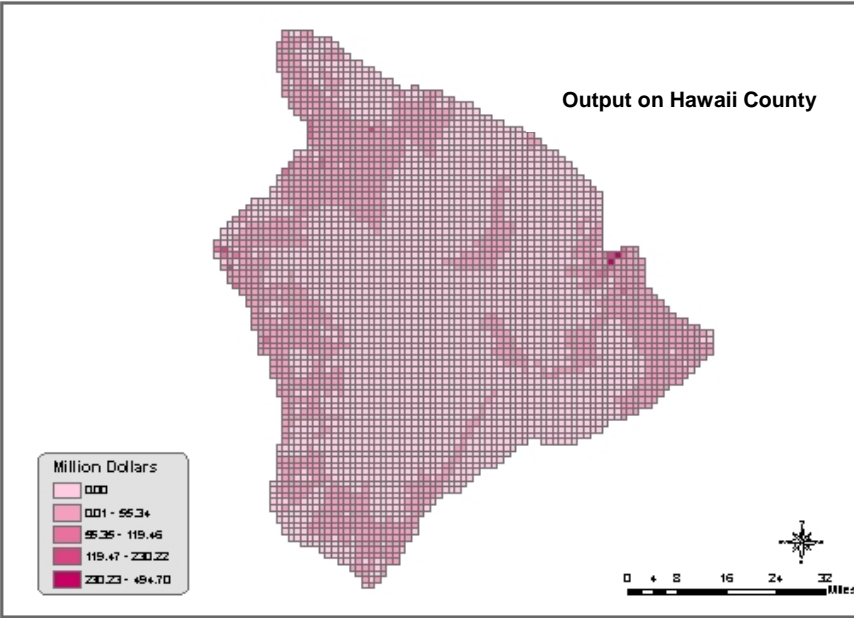 Output on Hawaii County
Million Dollars
0.00
0.01 - 55.34
55.35 - 119.46
119.47 - 230.22
230.23 - 494.70
0 4 8 16 24 32
Miles